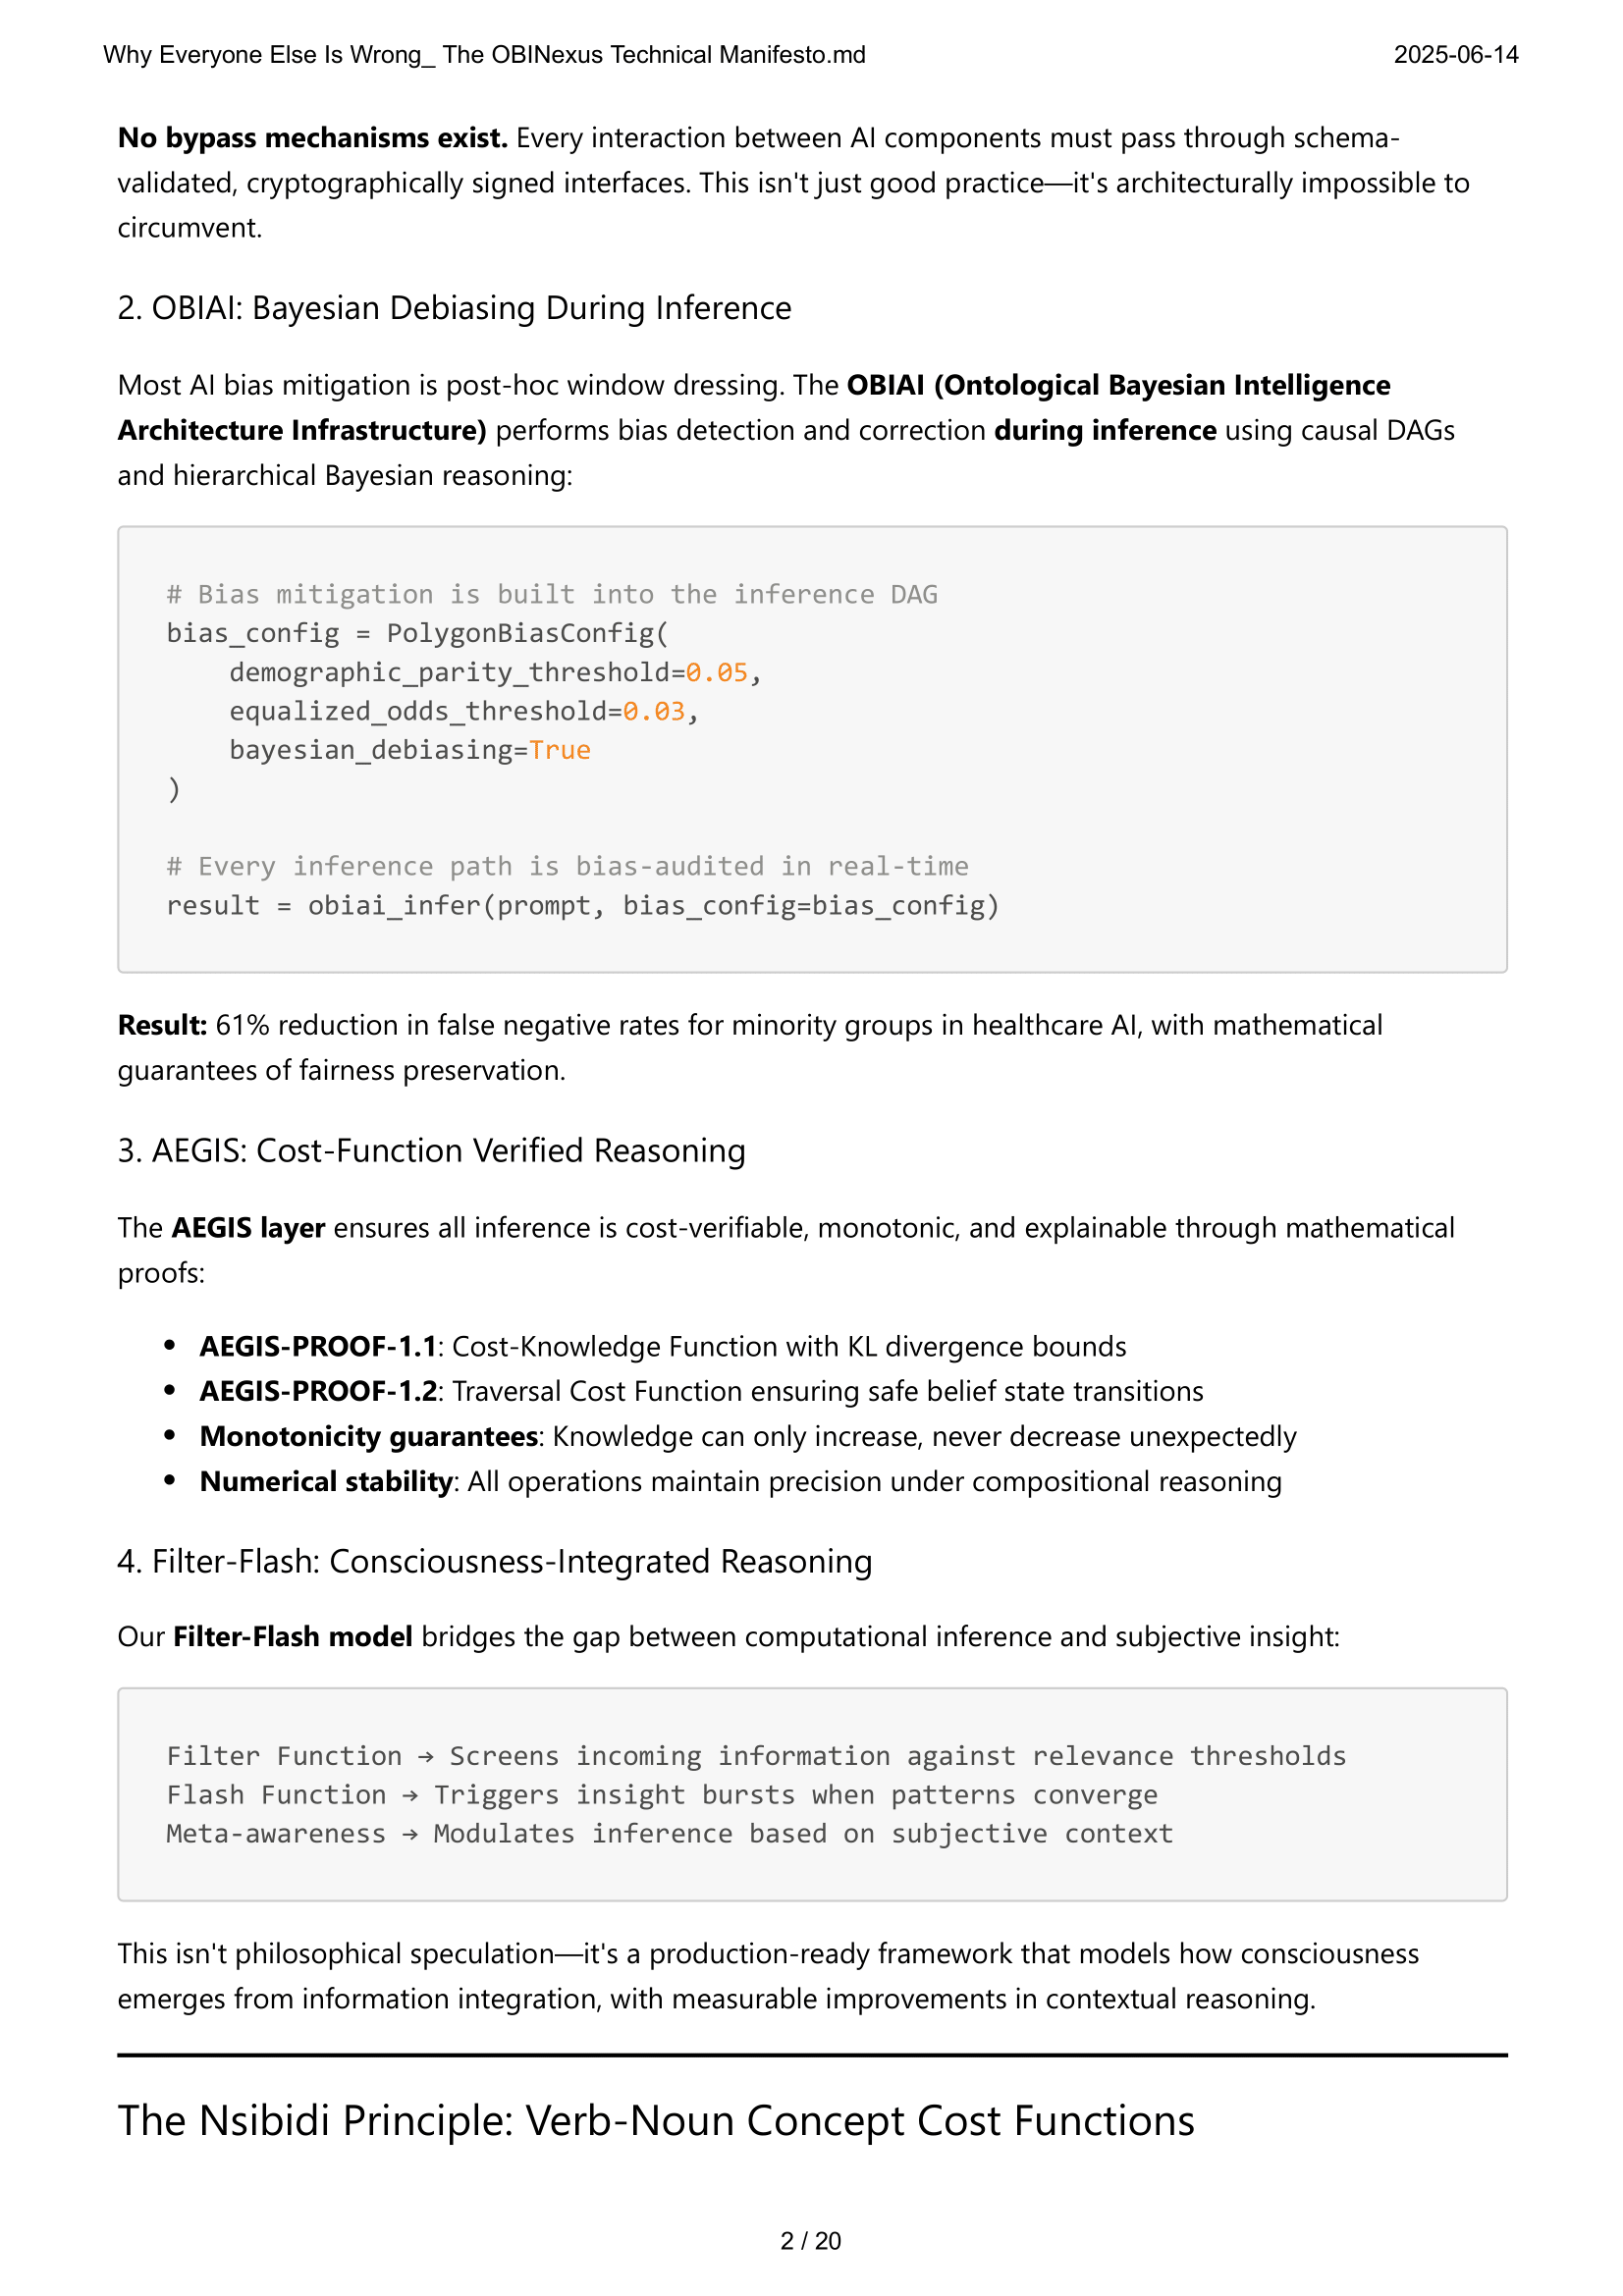 Why Everyone Else Is Wrong_ The OBINexus Technical Manifesto.md
2025-06-14
No bypass mechanisms exist. Every interaction between AI components must pass through schema-
validated, cryptographically signed interfaces. This isn't just good practice—it's architecturally impossible to
circumvent.
2. OBIAI: Bayesian Debiasing During Inference
Most AI bias mitigation is post-hoc window dressing. The OBIAI (Ontological Bayesian Intelligence
Architecture Infrastructure) performs bias detection and correction during inference using causal DAGs
and hierarchical Bayesian reasoning:
# Bias mitigation is built into the inference DAG
bias_config = PolygonBiasConfig(
    demographic_parity_threshold=0.05,
    equalized_odds_threshold=0.03,
    bayesian_debiasing=True
)
# Every inference path is bias-audited in real-time
result = obiai_infer(prompt, bias_config=bias_config)
Result: 61% reduction in false negative rates for minority groups in healthcare AI, with mathematical
guarantees of fairness preservation.
3. AEGIS: Cost-Function Verified Reasoning
The AEGIS layer ensures all inference is cost-verifiable, monotonic, and explainable through mathematical
proofs:
• AEGIS-PROOF-1.1: Cost-Knowledge Function with KL divergence bounds
• AEGIS-PROOF-1.2: Traversal Cost Function ensuring safe belief state transitions
• Monotonicity guarantees: Knowledge can only increase, never decrease unexpectedly
• Numerical stability: All operations maintain precision under compositional reasoning
4. Filter-Flash: Consciousness-Integrated Reasoning
Our Filter-Flash model bridges the gap between computational inference and subjective insight:
Filter Function → Screens incoming information against relevance thresholds
Flash Function → Triggers insight bursts when patterns converge
Meta-awareness → Modulates inference based on subjective context
This isn't philosophical speculation—it's a production-ready framework that models how consciousness
emerges from information integration, with measurable improvements in contextual reasoning.
The Nsibidi Principle: Verb-Noun Concept Cost Functions
2 / 20